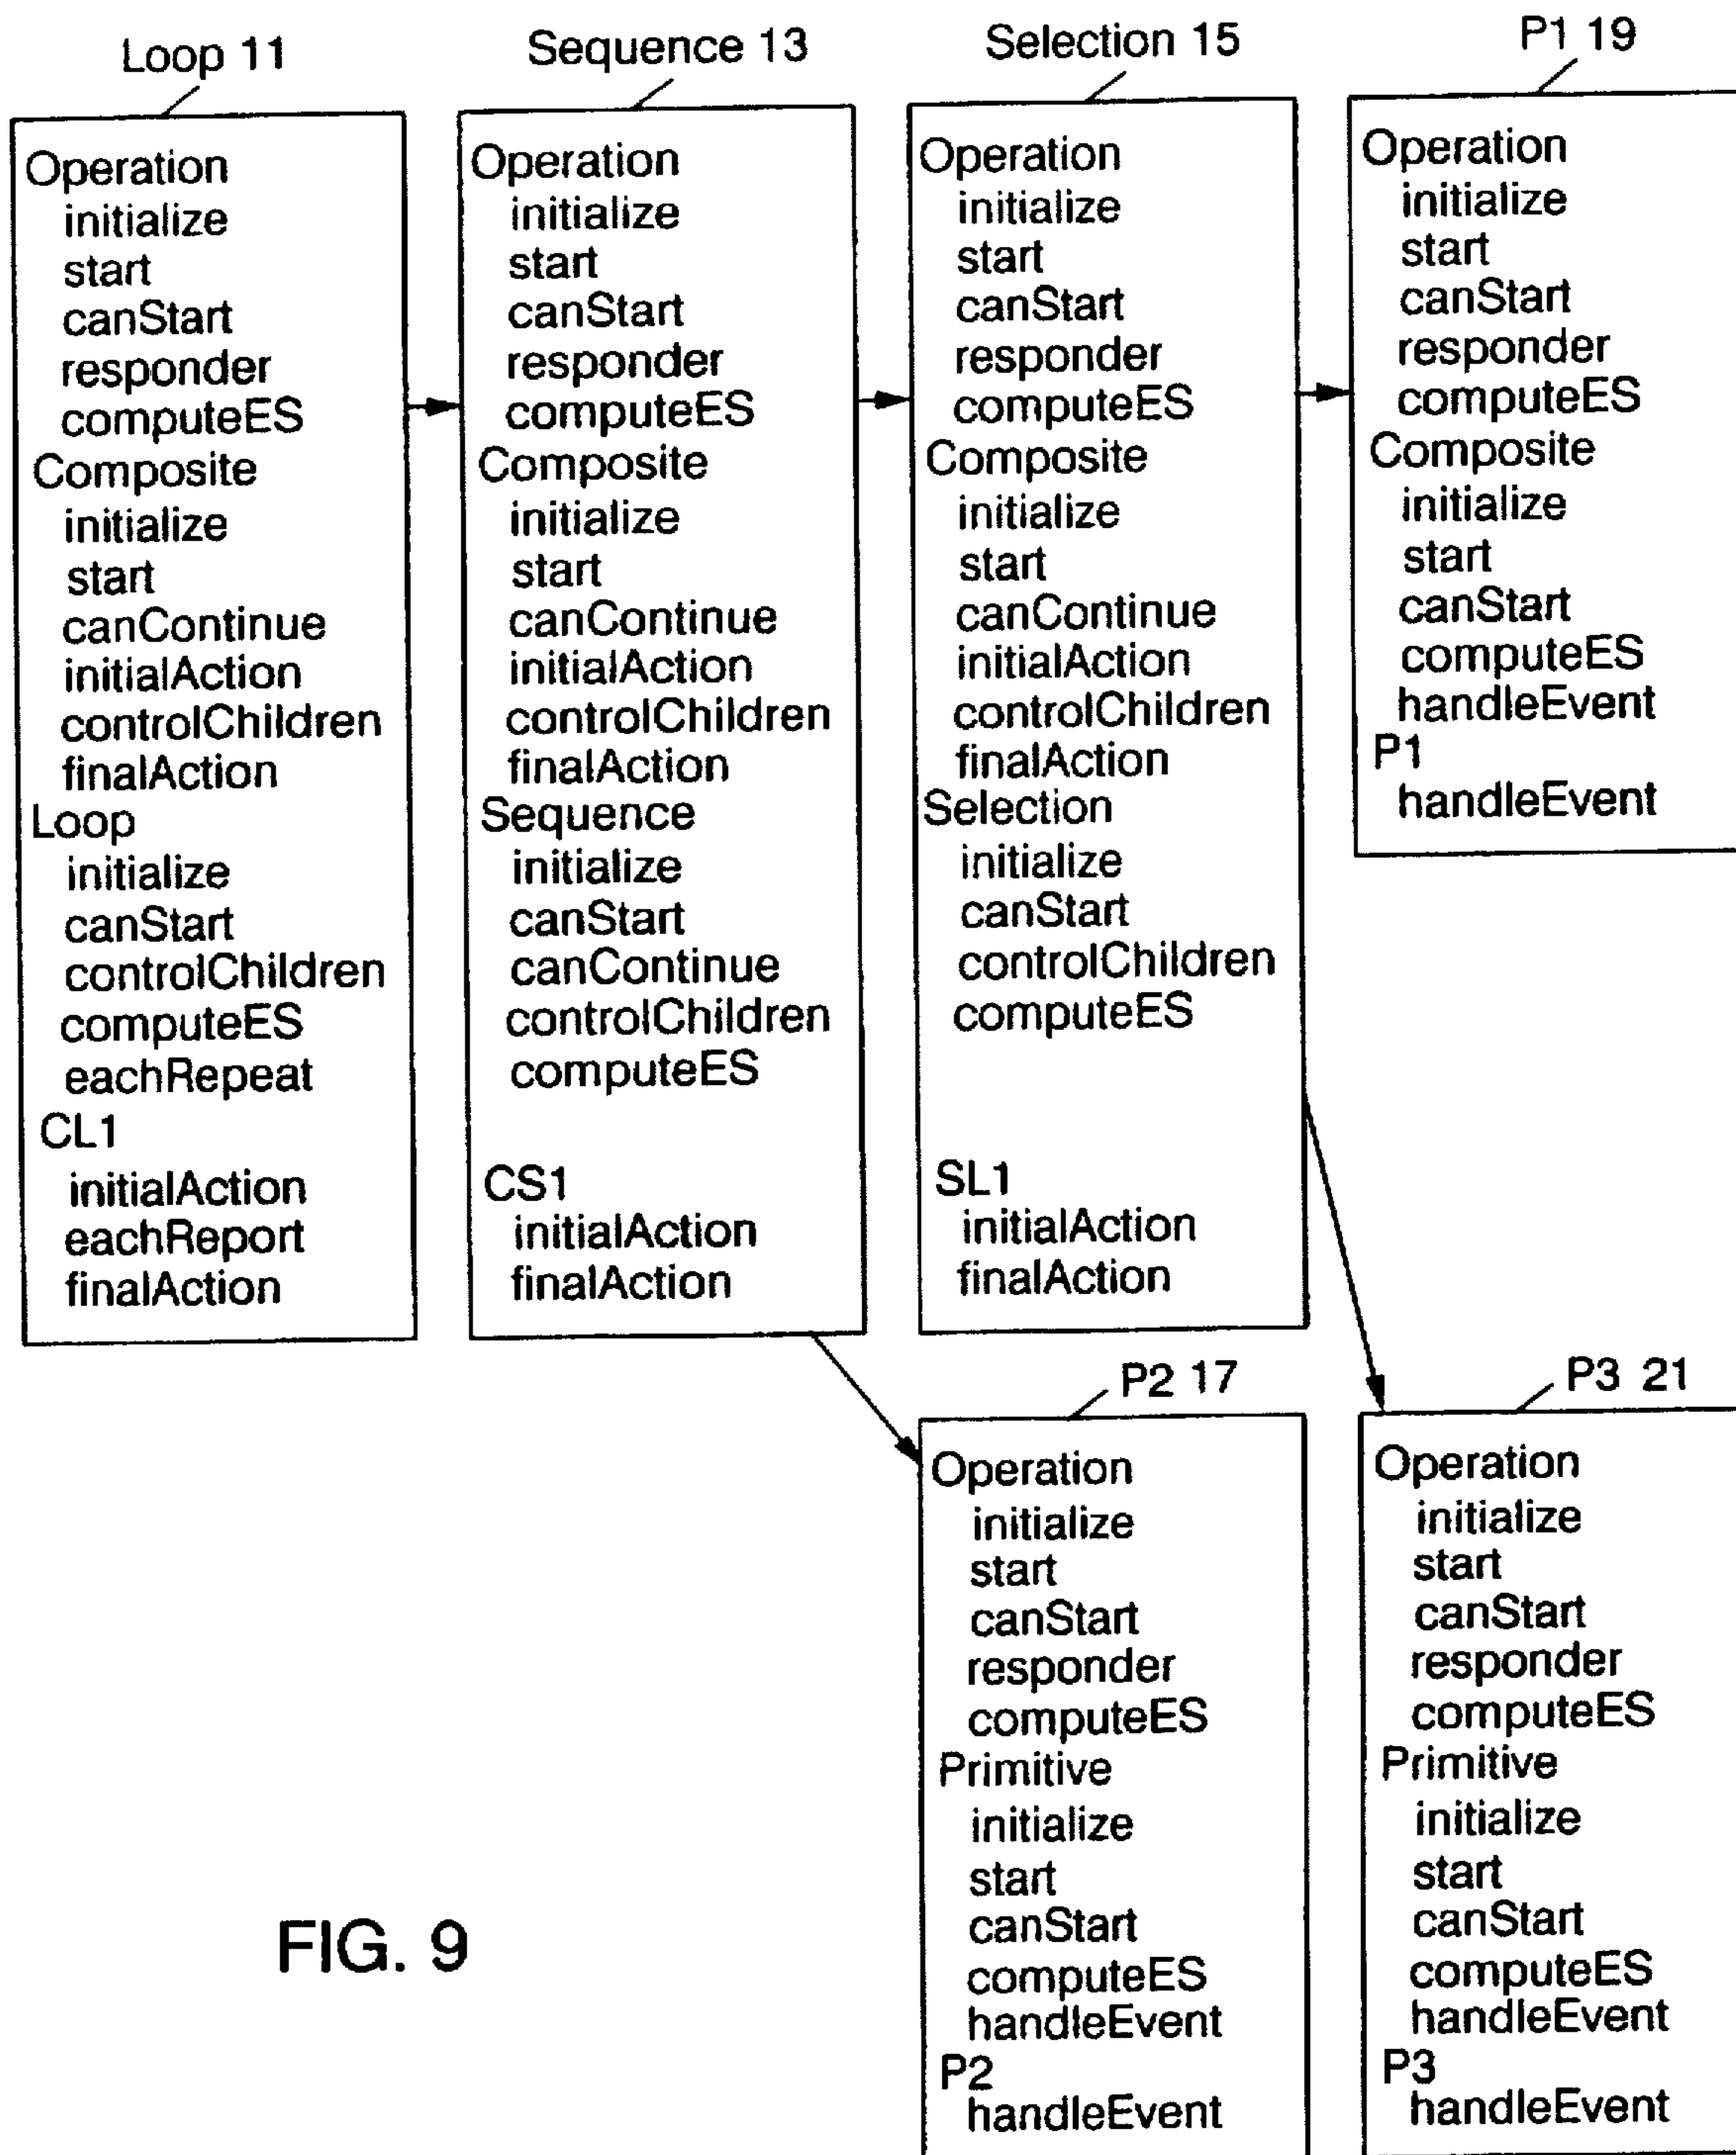 Loop 11
Operation
initialize
start
canStart
responder
computeES
Composite
initialize
start
canContinue
initialAction
controlChildren
finalAction
Loop
initialize
canStart
controlChildren
computeES
eachRepeat
CL1
initialAction
eachReport
finalAction
Sequence 13
Operation
initialize
start
canStart
responder
computeES
Composite
initialize
start
canContinue
initialAction
controlChildren
finalAction
Sequence
initialize
canStart
canContinue
controlChildren
computeES
CS1
initialAction
finalAction
Selection 15
Operation
initialize
start
canStart
responder
computeES
Composite
initialize
start
canContinue
initialAction
controlChildren
finalAction
Selection
initialize
canStart
controlChildren
computeES
SL1
initialAction
finalAction
P1 19
Operation
initialize
start
canStart
responder
computeES
Composite
initialize
start
canStart
computeES
handleEvent
P1
handleEvent
P2 17
Operation
initialize
start
canStart
responder
computeES
Primitive
initialize
start
canStart
computeES
handleEvent
P2
handleEvent
P3 21
Operation
initialize
start
canStart
responder
computeES
Primitive
initialize
start
canStart
computeES
handleEvent
P3
handleEvent
FIG. 9